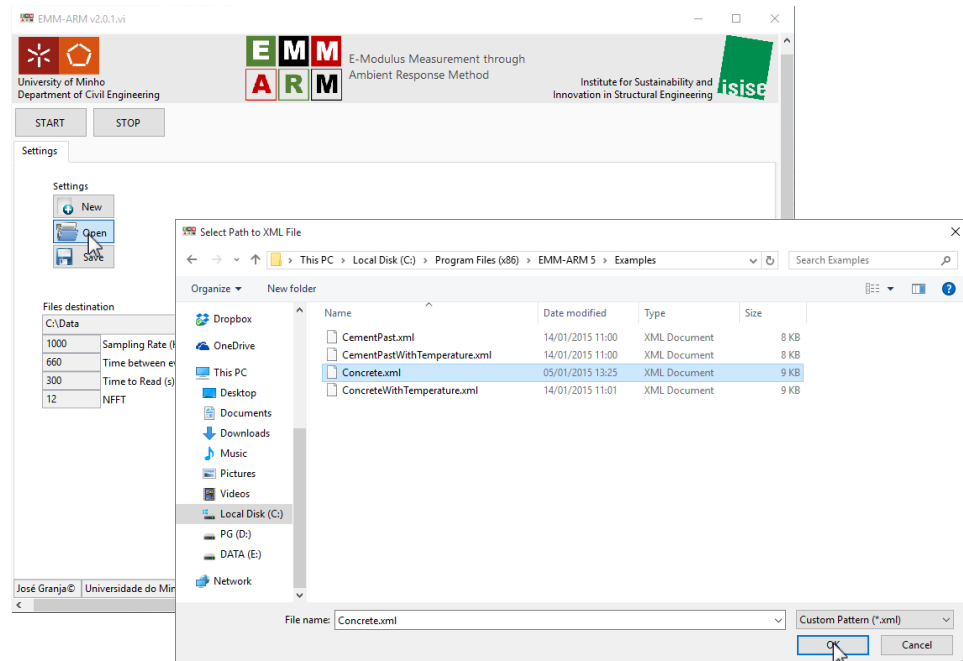 EMM-ARM v2.0.1.vi
University of Minho
Department of Civil Engineering
EMM
ARM
E-Modulus Measurement through
Ambient Response Method
Institute for Sustainability and
Innovation in Structural Engineering
isise
START STOP
Settings
Settings
New
Open
Save
Files destination
C:\Data
1000 Sampling Rate (
660 Time between e
300 Time to Read (s)
12 NFFT
José Granja© Universidade do Min
Select Path to XML File
This PC › Local Disk (C:) › Program Files (x86) › EMM-ARM 5 › Examples
Search Examples
Organize New folder
Dropbox
OneDrive
This PC
Desktop
Documents
Downloads
Music
Pictures
Videos
Local Disk (C:)
PG (D:)
DATA (E:)
Network
Name Date modified Type Size
CementPast.xml 14/01/2015 11:00 XML Document 8 KB
CementPastWithTemperature.xml 14/01/2015 11:00 XML Document 8 KB
Concrete.xml 05/01/2015 13:25 XML Document 9 KB
ConcreteWithTemperature.xml 14/01/2015 11:01 XML Document 9 KB
File name: Concrete.xml
Custom Pattern (*.xml)
OK Cancel